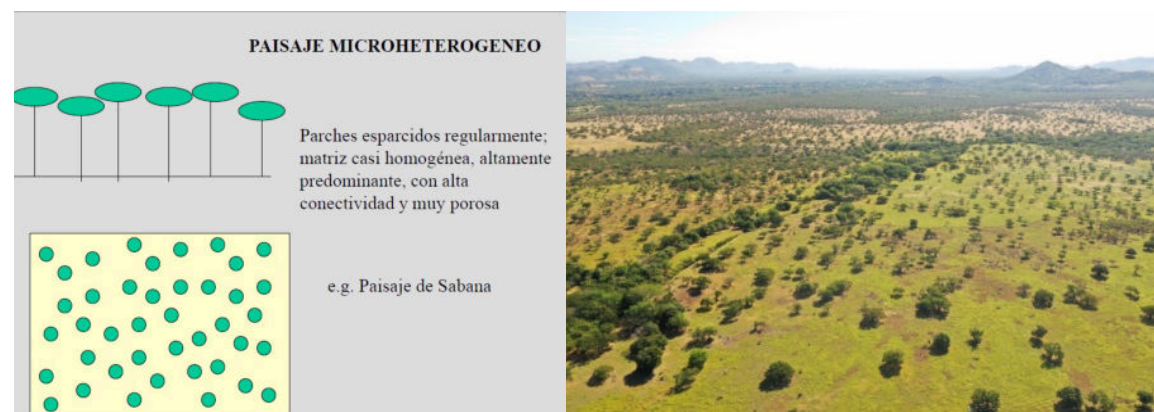 PAISAJE MICROHETEROGENEO
Parches esparcidos regularmente;
matriz casi homogénea, altamente
predominante, con alta
conectividad y muy porosa
e.g. Paisaje de Sabana